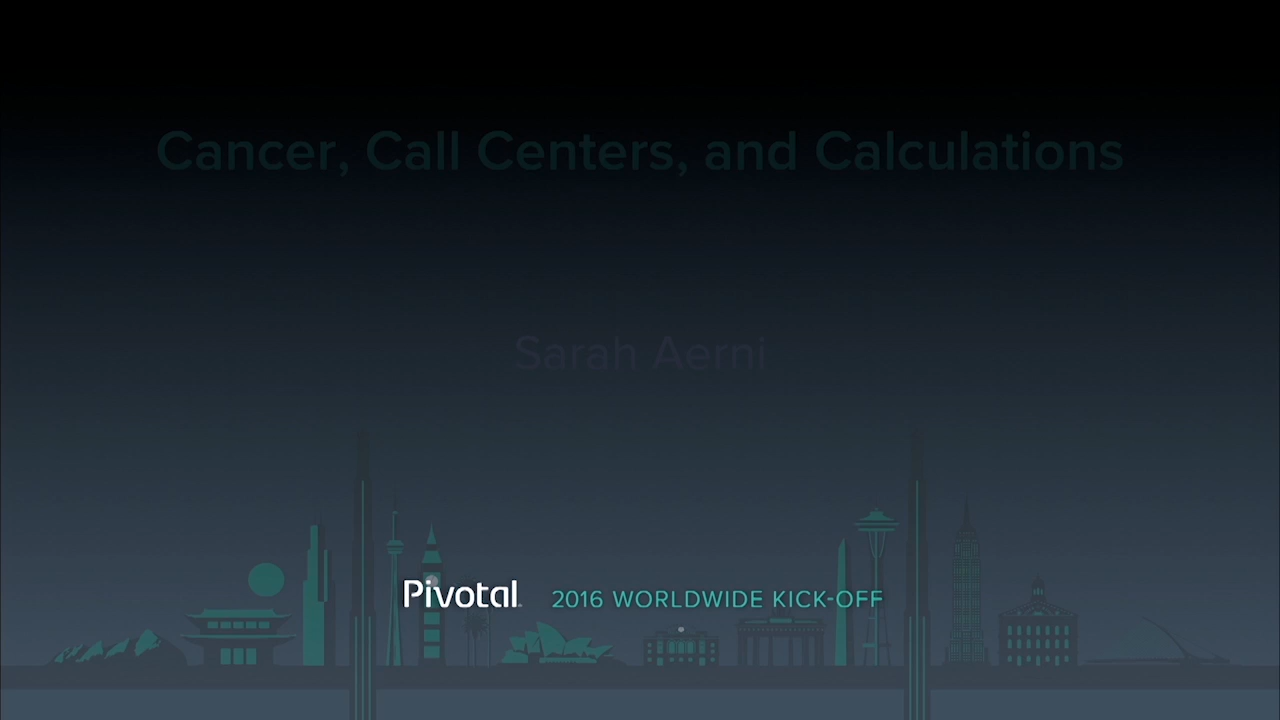 Cancer, Call Centers, and Calculations
Sarah Aerni
Pivotal 2016 WORLDWIDE KICK-OFF